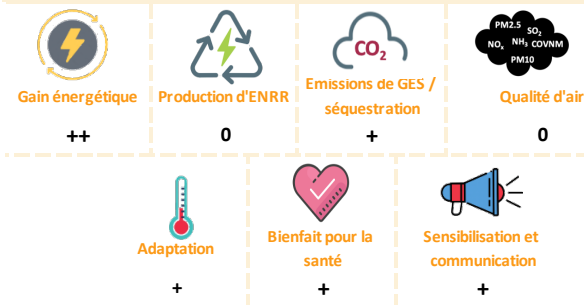 CO₂
PM2.5
SO₂
NOₓ NH₃ COVNM
PM10
Gain énergétique
Production d'ENRR
Emissions de GES /
séquestration
Qualité d'air
++
0
+
0
Adaptation
Bienfait pour la
santé
Sensibilisation et
communication
+
+
+